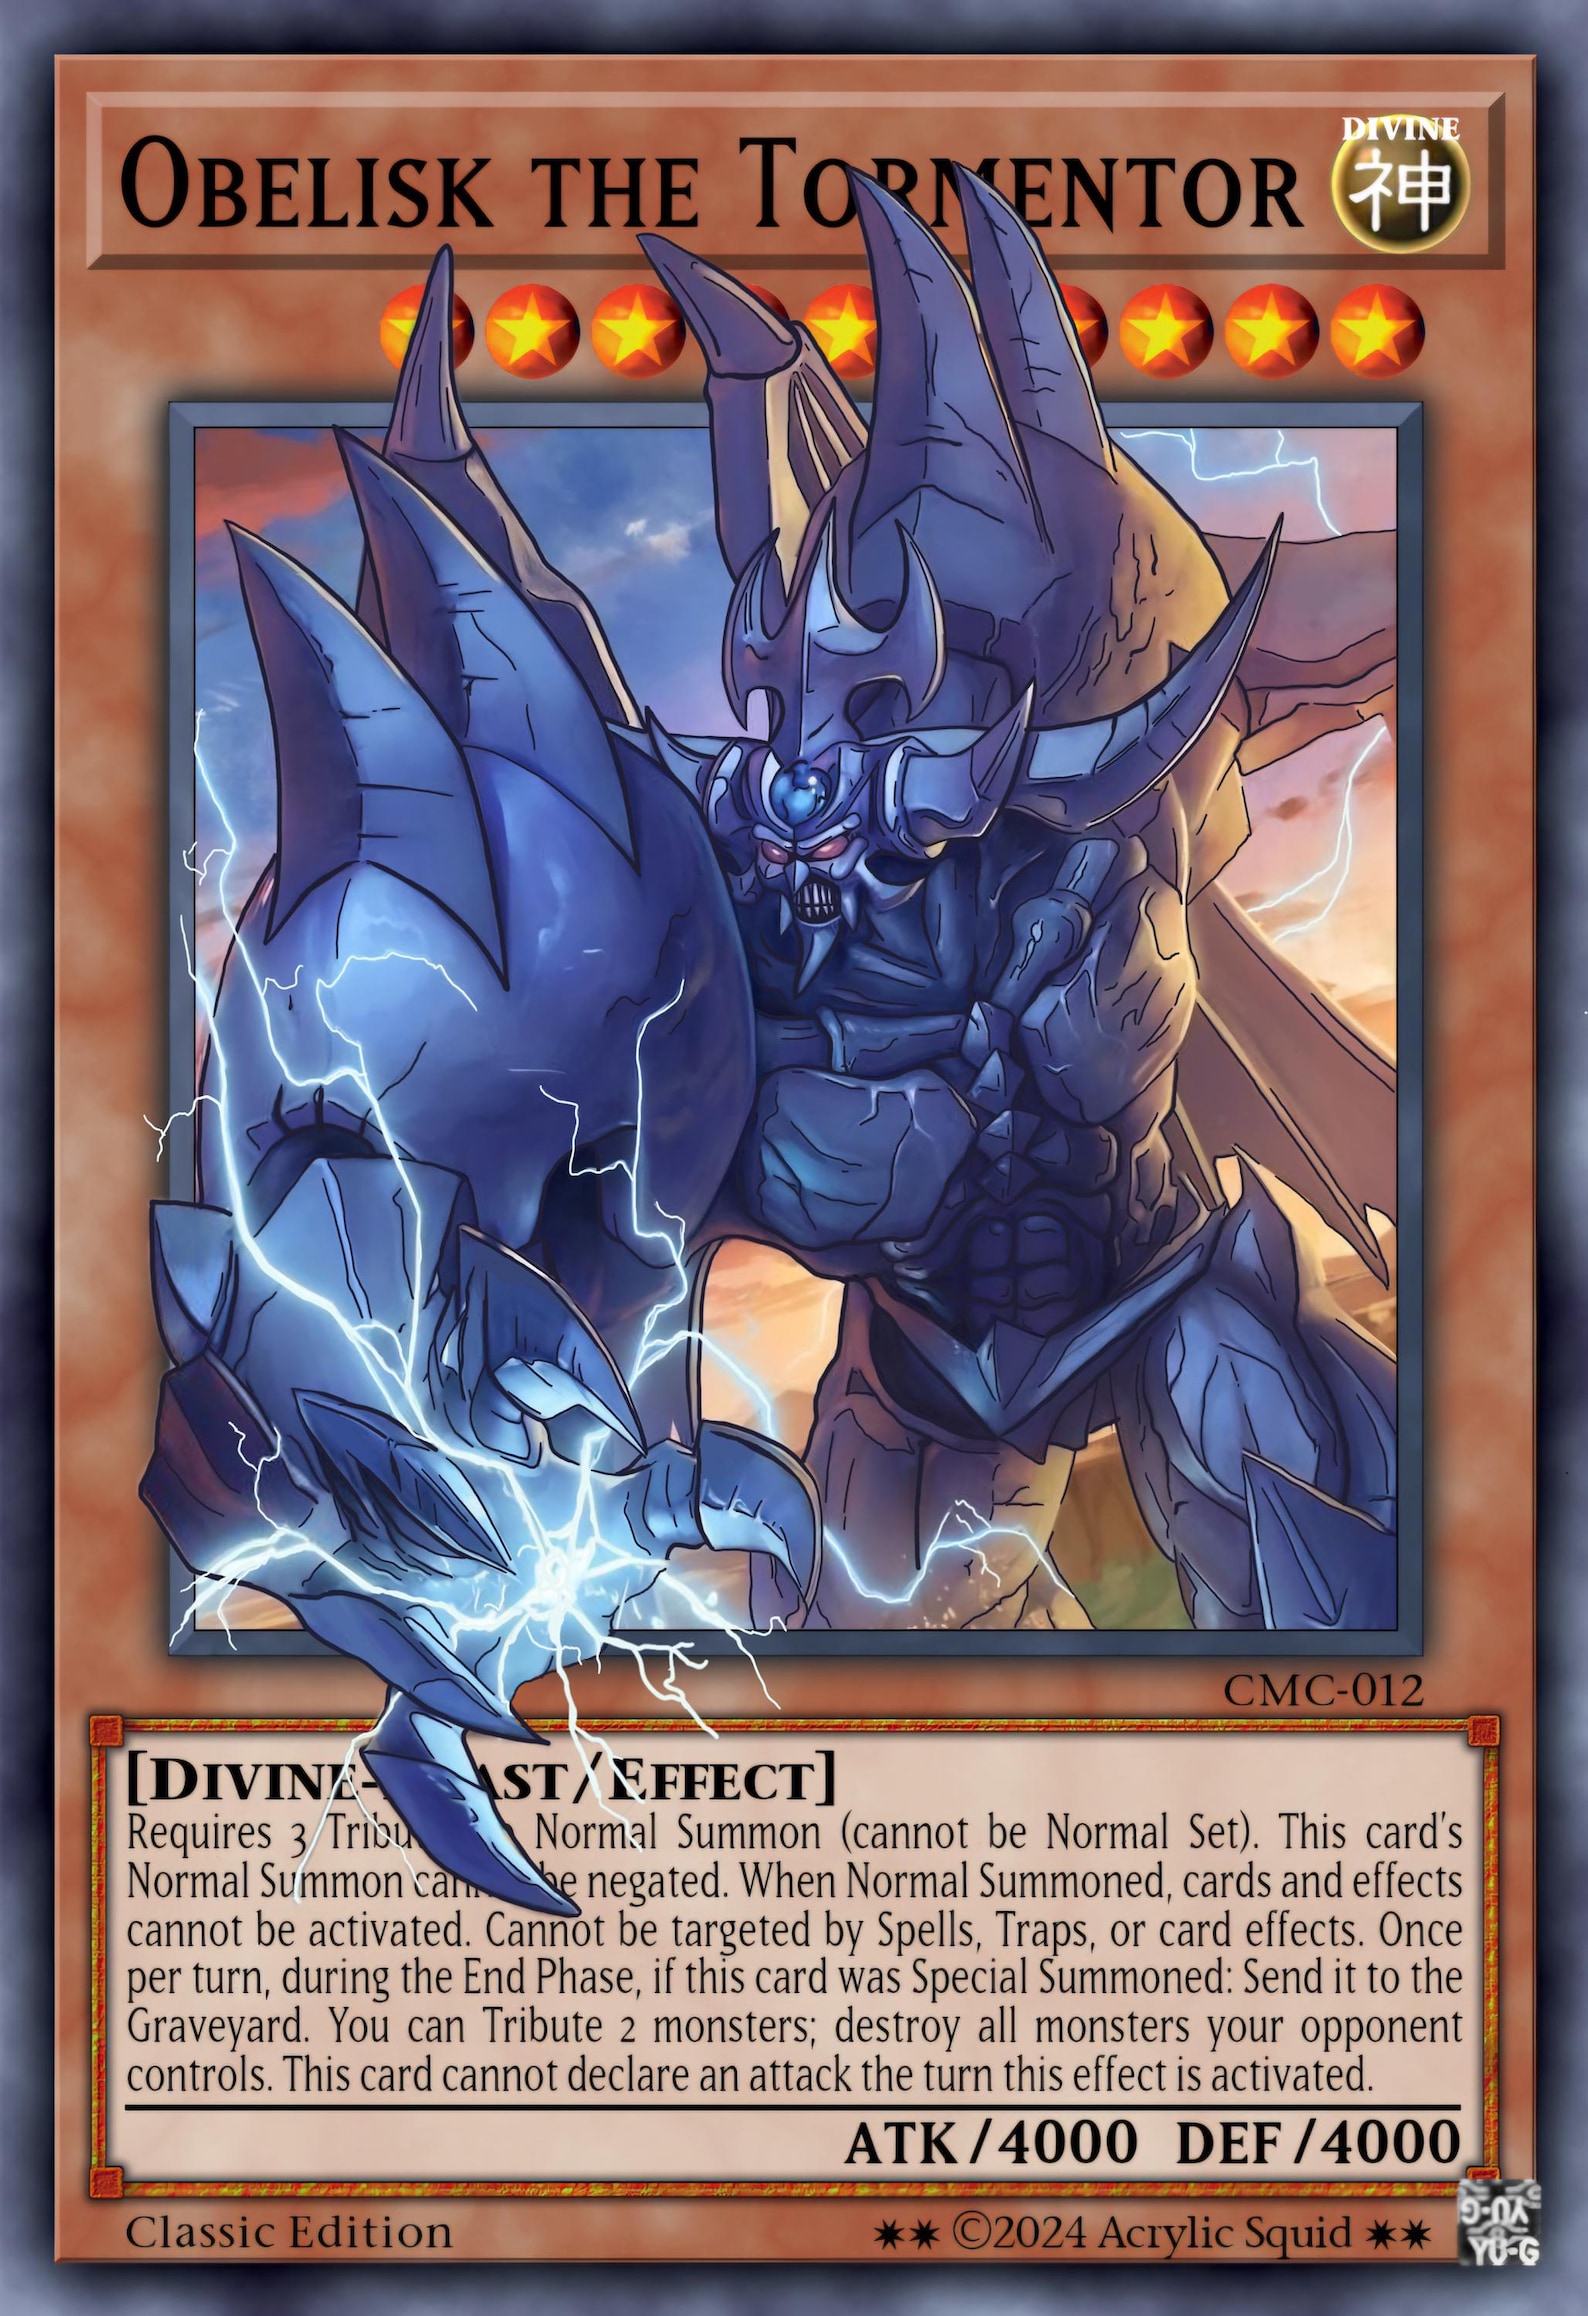 OBELISK THE TORMENTOR
DIVINE
神
CMC-012
[DIVINE-BEAST/EFFECT]
Requires 3 Normal Summon (cannot be Normal Set). This card's
Normal Summon be negated. When Normal Summoned, cards and effects
cannot be activated. Cannot be targeted by Spells, Traps, or card effects. Once
per turn, during the End Phase, if this card was Special Summoned: Send it to the
Graveyard. You can Tribute 2 monsters; destroy all monsters your opponent
controls. This card cannot declare an attack the turn this effect is activated.
ATK/4000 DEF/4000
Classic Edition
©2024 Acrylic Squid
YU-G